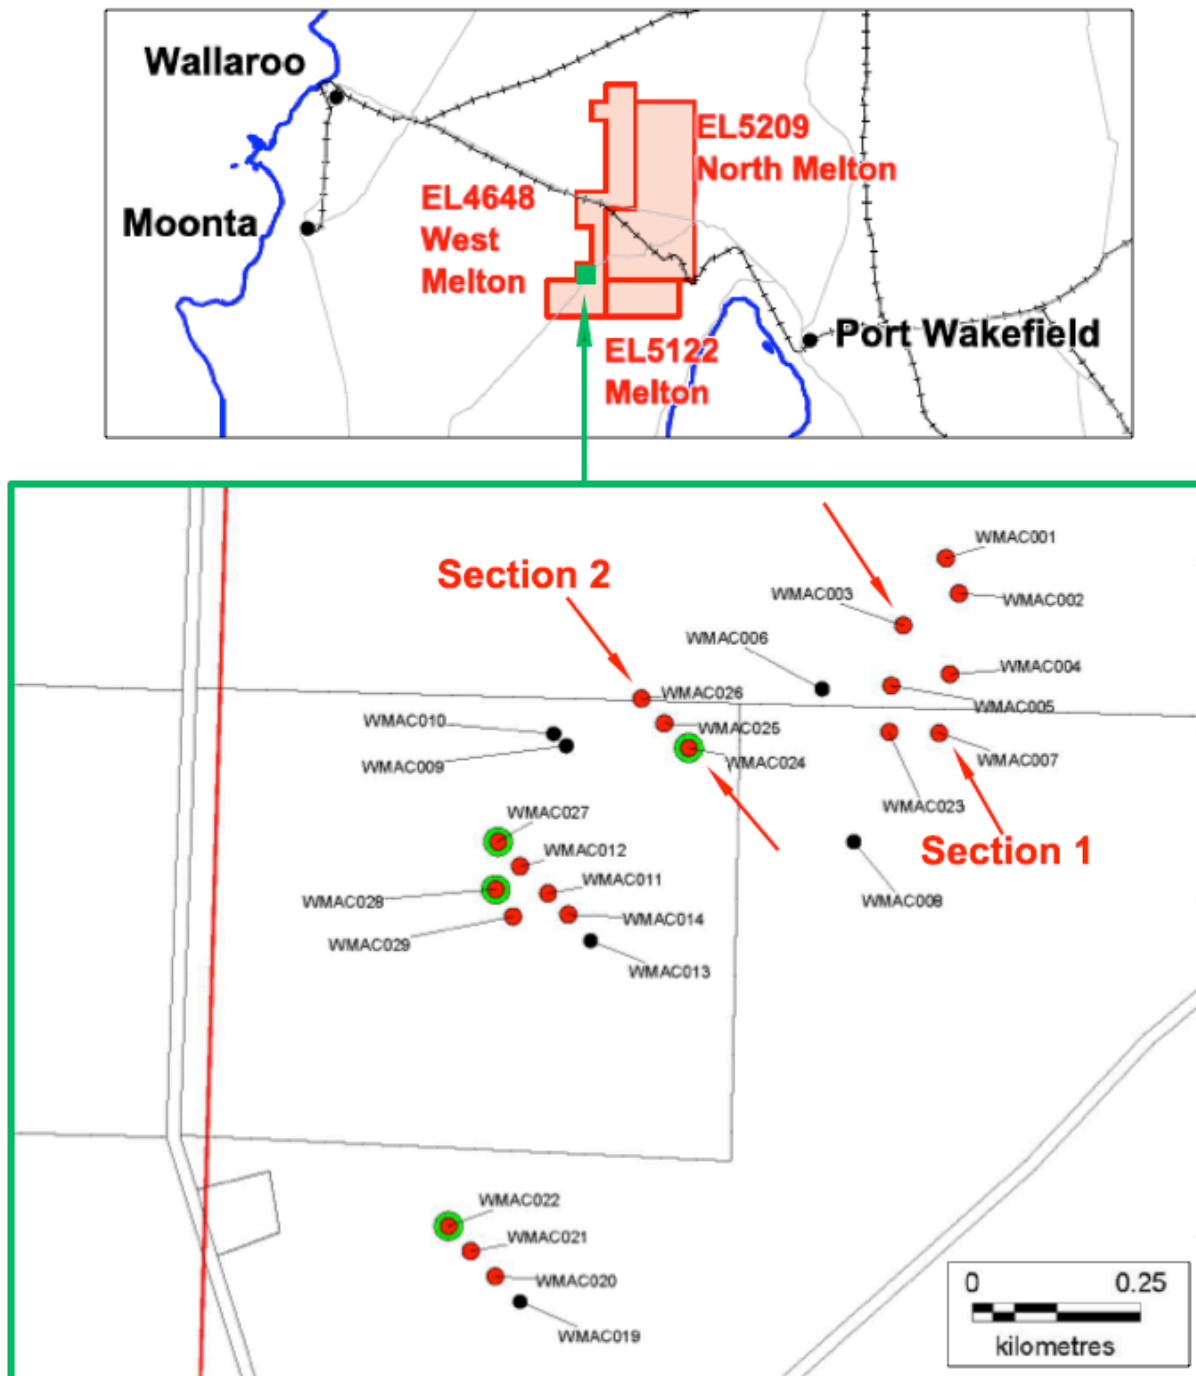 Wallaroo
EL5209
North Melton
EL4648
West
Melton
Moonta
Port Wakefield
EL5122
Melton
WMAC001
Section 2
WMAC003
WMAC002
WMAC006
WMAC004
WMAC026
WMAC005
WMAC010
WMAC025
WMAC009
WMAC024
WMAC007
WMAC023
WMAC027
Section 1
WMAC012
WMAC011
WMAC028
WMAC008
WMAC014
WMAC029
WMAC013
WMAC022
WMAC021
WMAC020
WMAC019
0 0.25
kilometres